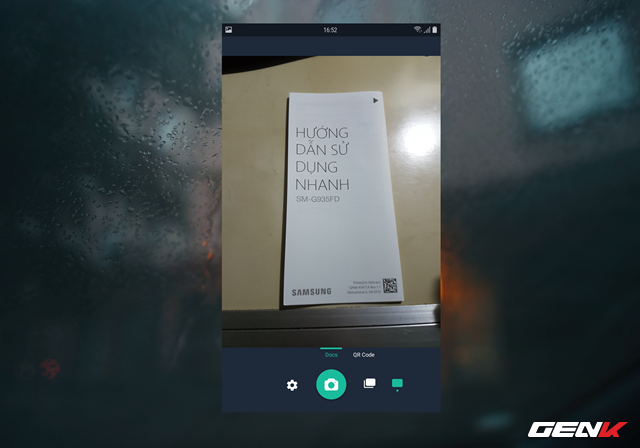 16:52
HƯỚNG
DẪN SỬ
DỤNG
NHANH
SM-G935FD
SAMSUNG
Docs
QR Code
GENK